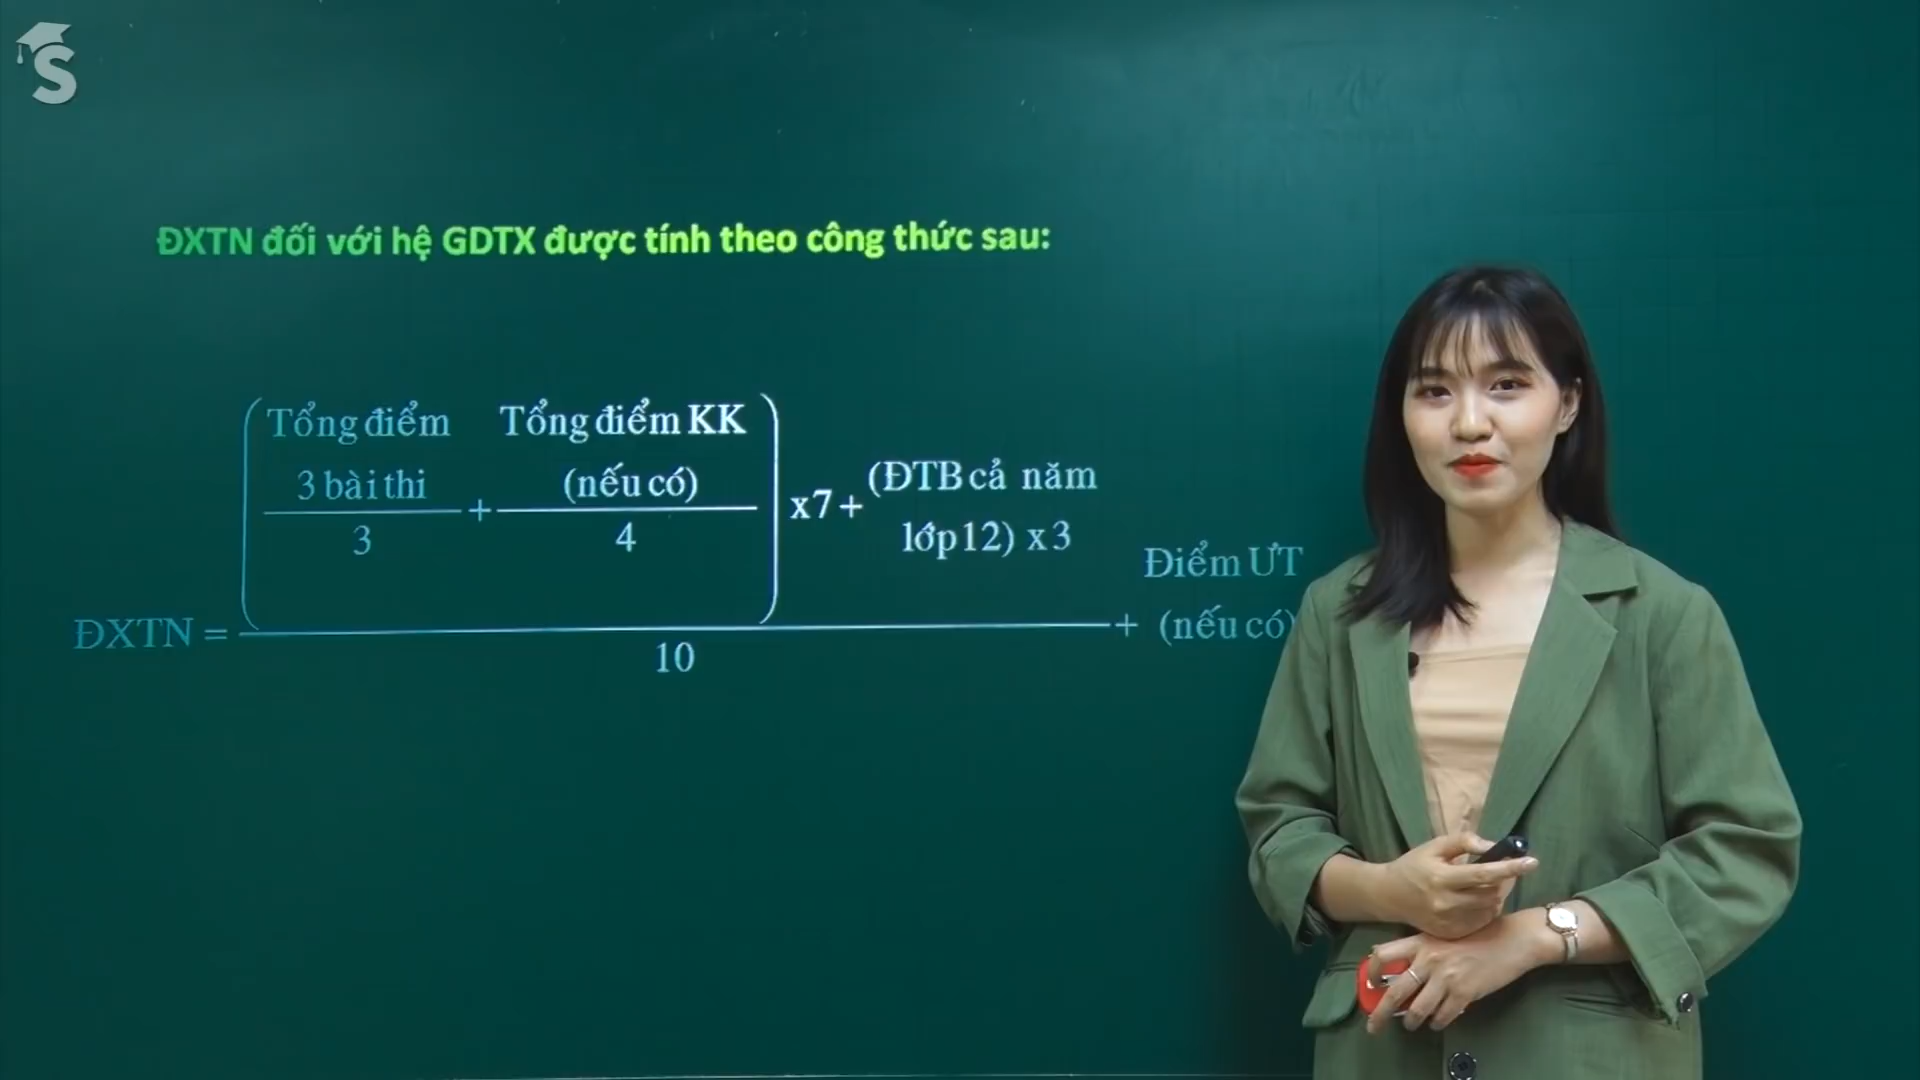 S
ĐXTN đối với hệ GDTX được tính theo công thức sau:
Tổng điểm
3 bài thi
3
+
Tổng điểm KK
(nếu có)
4
x7+
(ĐTB cả năm
lớp 12) x 3
ĐXTN =
10
+
Điểm ƯT
(nếu có)